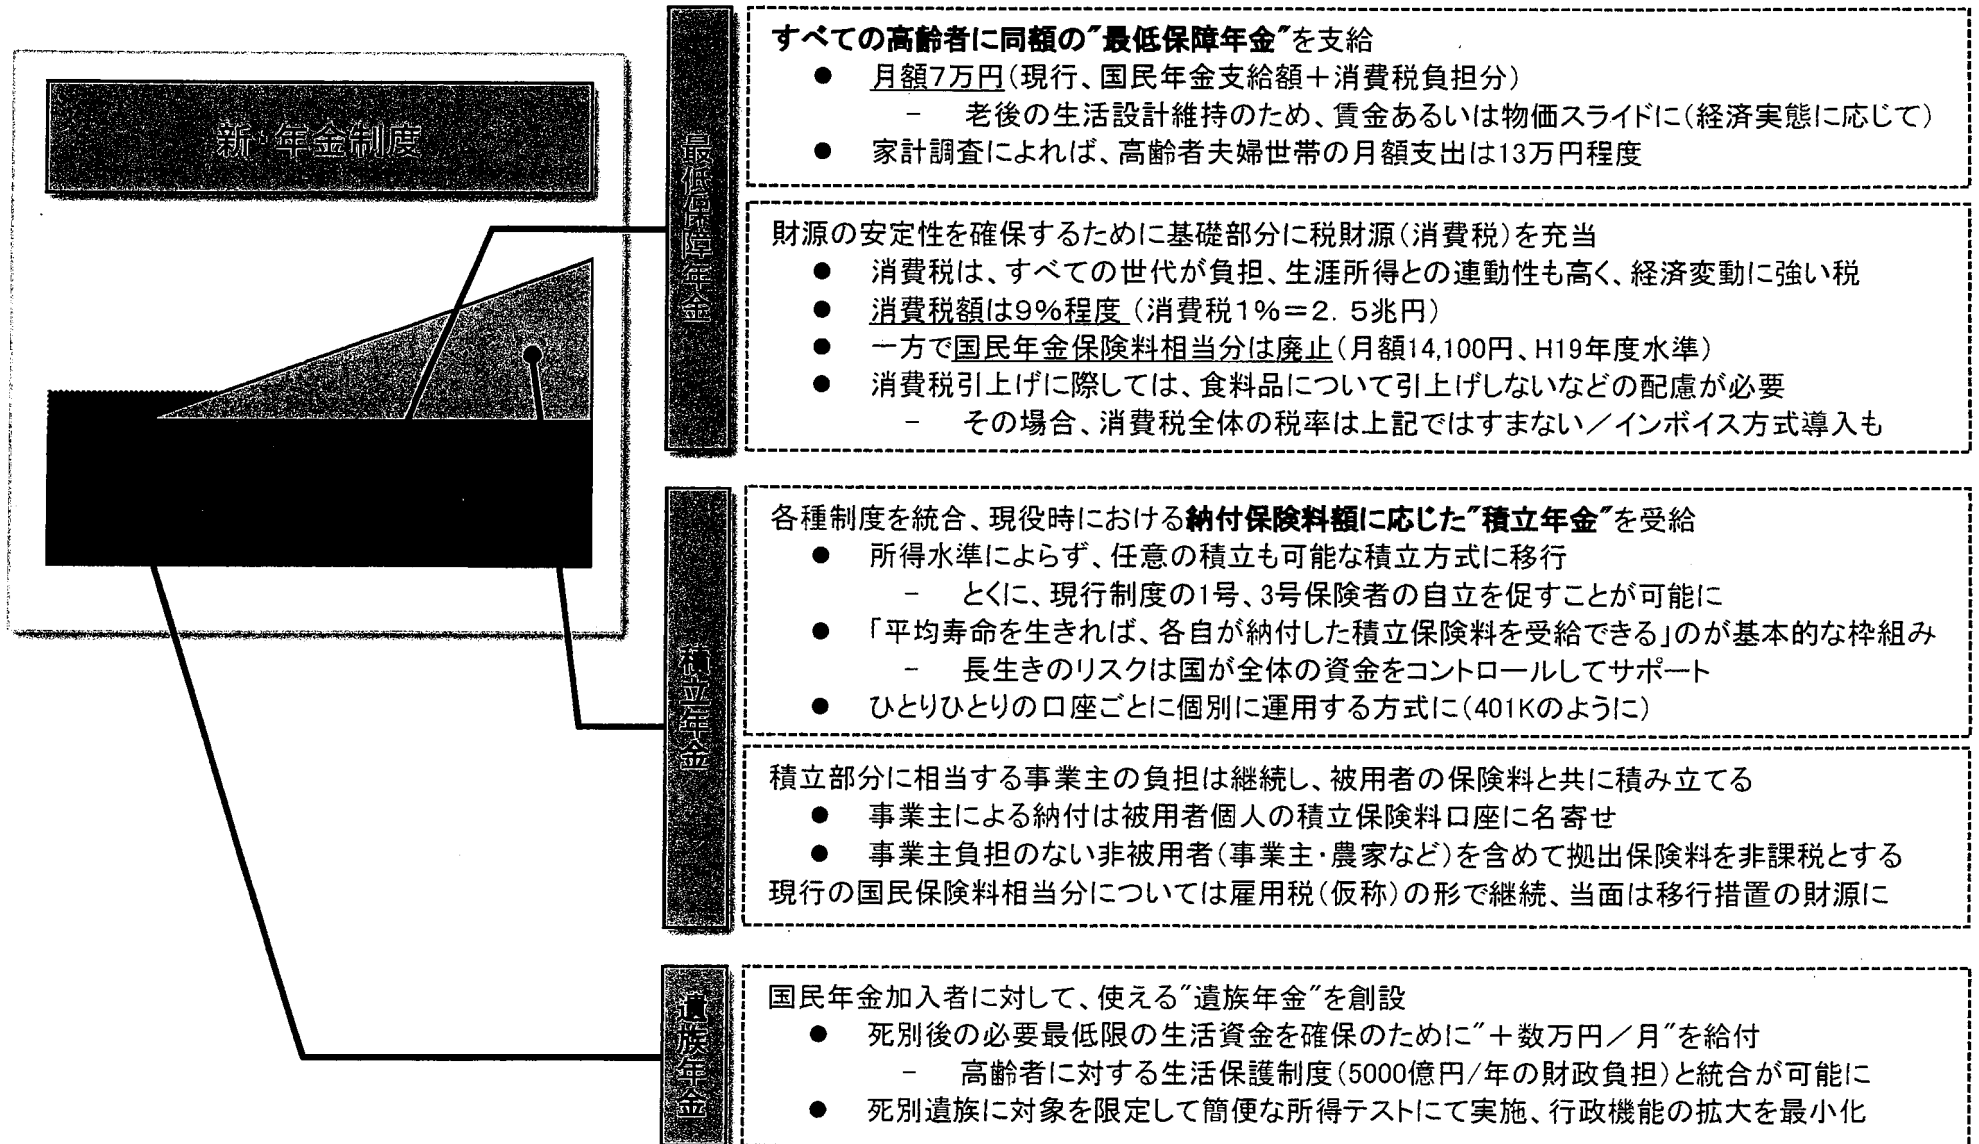 新・年金制度
最低保障年金
すべての高齢者に同額の"最低保障年金"を支給
● 月額7万円(現行、国民年金支給額+消費税負担分)
- 老後の生活設計維持のため、賃金あるいは物価スライドに(経済実態に応じて)
● 家計調査によれば、高齢者夫婦世帯の月額支出は13万円程度
財源の安定性を確保するために基礎部分に税財源(消費税)を充当
● 消費税は、すべての世代が負担、生涯所得との連動性も高く、経済変動に強い税
● 消費税額は9%程度(消費税1%=2.5兆円)
● 一方で国民年金保険料相当分は廃止(月額14,100円、H19年度水準)
● 消費税引上げに際しては、食料品について引上げしないなどの配慮が必要
- その場合、消費税全体の税率は上記ではすまない/インボイス方式導入も
積立年金
各種制度を統合、現役時における納付保険料額に応じた"積立年金"を受給
● 所得水準によらず、任意の積立も可能な積立方式に移行
- とくに、現行制度の1号、3号保険者の自立を促すことが可能に
● 「平均寿命を生きれば、各自が納付した積立保険料を受給できる」のが基本的な枠組み
- 長生きのリスクは国が全体の資金をコントロールしてサポート
● ひとりひとりの口座ごとに個別に運用する方式に(401Kのように)
積立部分に相当する事業主の負担は継続し、被用者の保険料と共に積み立てる
● 事業主による納付は被用者個人の積立保険料口座に名寄せ
● 事業主負担のない非被用者(事業主・農家など)を含めて拠出保険料を非課税とする
現行の国民保険料相当分については雇用税(仮称)の形で継続、当面は移行措置の財源に
遺族年金
国民年金加入者に対して、使える"遺族年金"を創設
● 死別後の必要最低限の生活資金を確保のために"+数万円/月"を給付
- 高齢者に対する生活保護制度(5000億円/年の財政負担)と統合が可能に
● 死別遺族に対象を限定して簡便な所得テストにて実施、行政機能の拡大を最小化